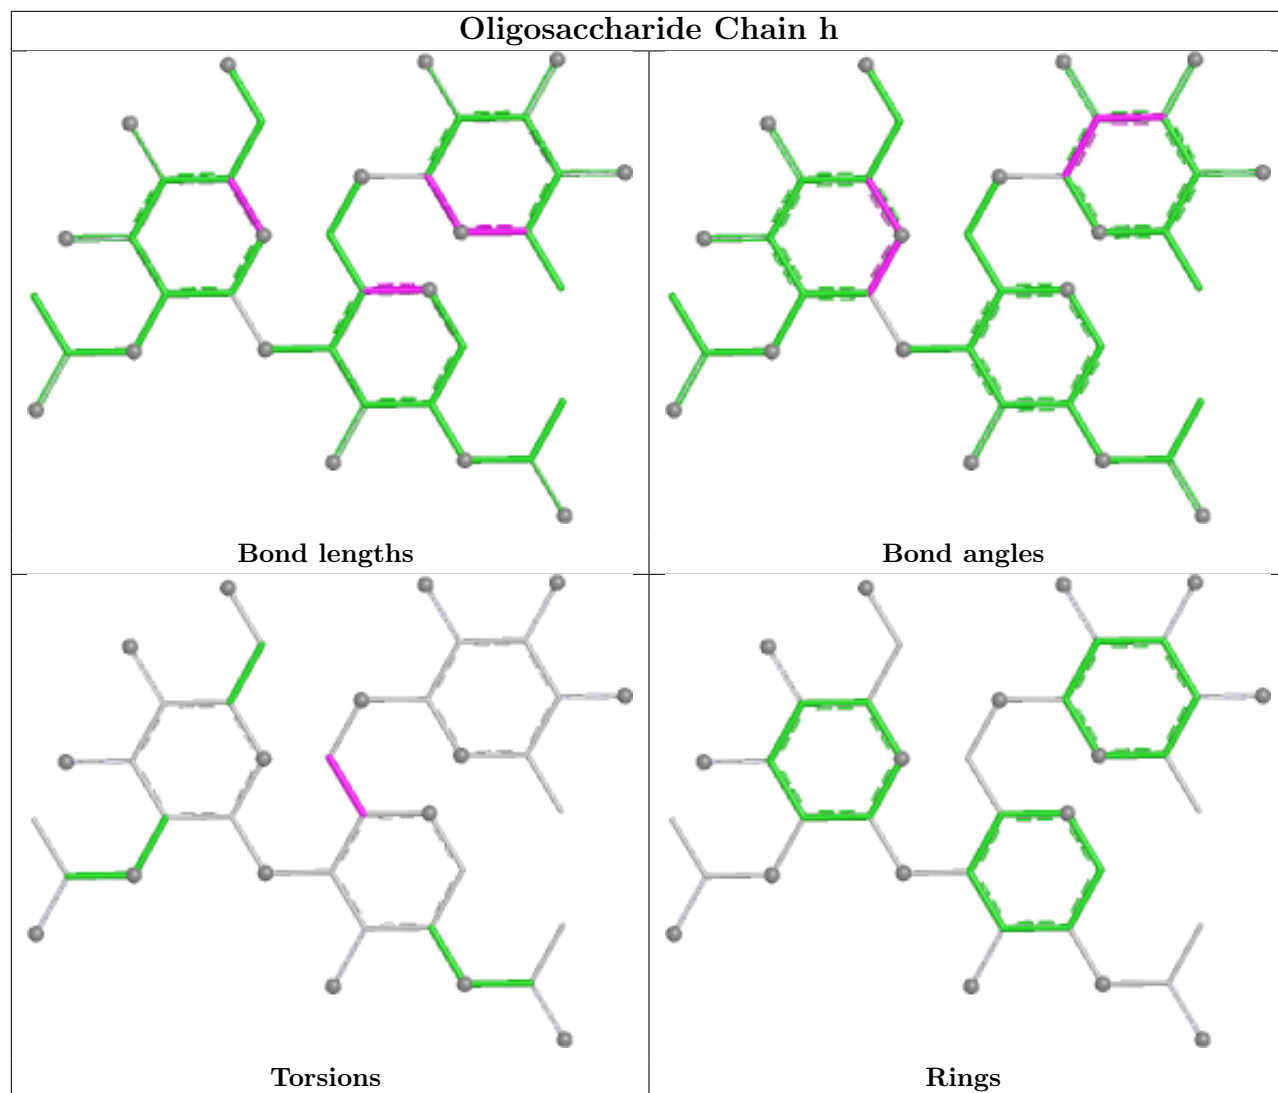 Oligosaccharide Chain h
Bond lengths
Bond angles
Torsions
Rings